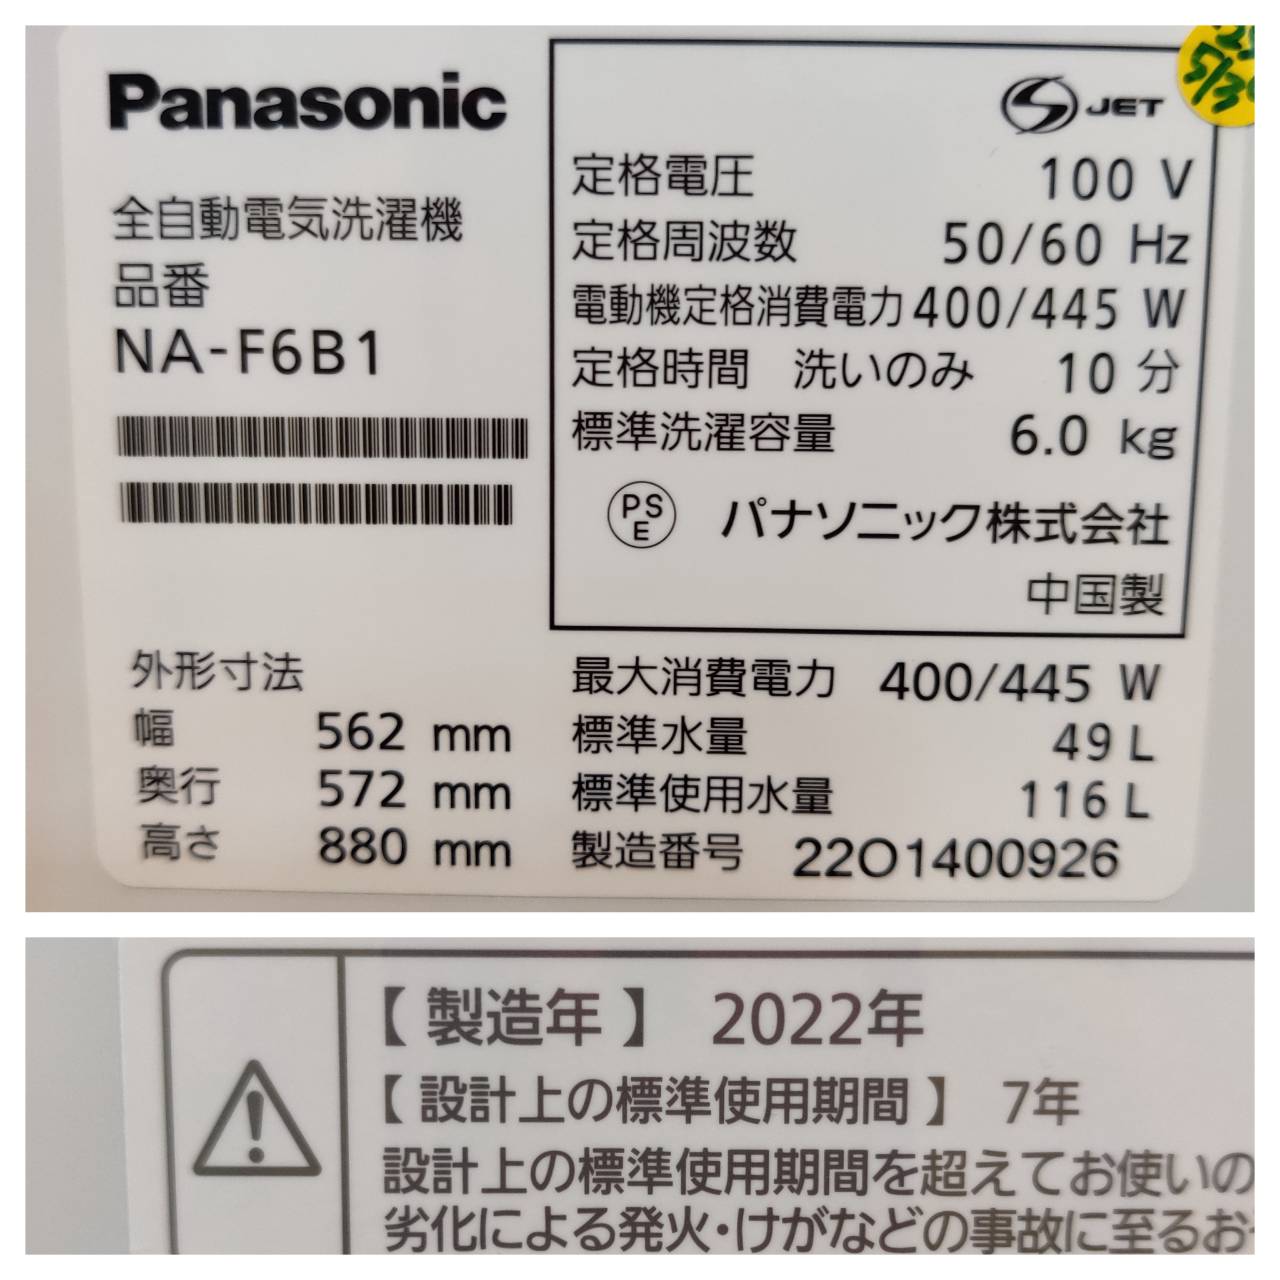 Panasonic
全自動電気洗濯機
品番
NA-F6B1
JET
定格電圧 100 V
定格周波数 50/60 Hz
電動機定格消費電力 400/445 W
定格時間 洗いのみ 10 分
標準洗濯容量 6.0 kg
PSE パナソニック株式会社
中国製
外形寸法
幅 562 mm
奥行 572 mm
高さ 880 mm
最大消費電力 400/445 W
標準水量 49 L
標準使用水量 116 L
製造番号 22O1400926
【 製造年 】 2022年
【 設計上の標準使用期間 】 7年
設計上の標準使用期間を超えてお使いの
劣化による発火・けがなどの事故に至るお